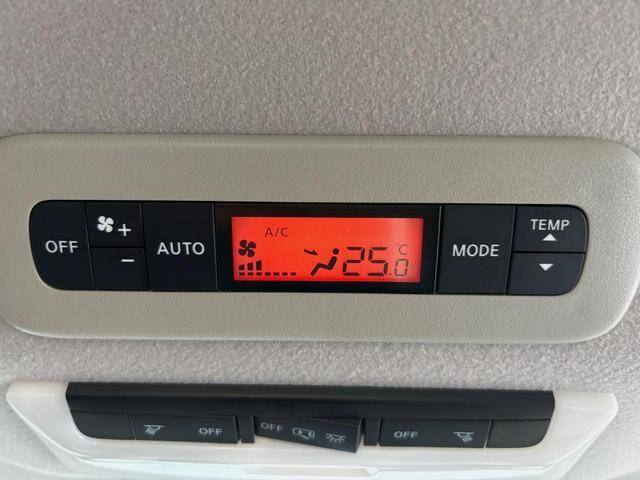 OFF
+
−
AUTO
A/C
25.0 °C
MODE
TEMP
OFF
OFF
OFF